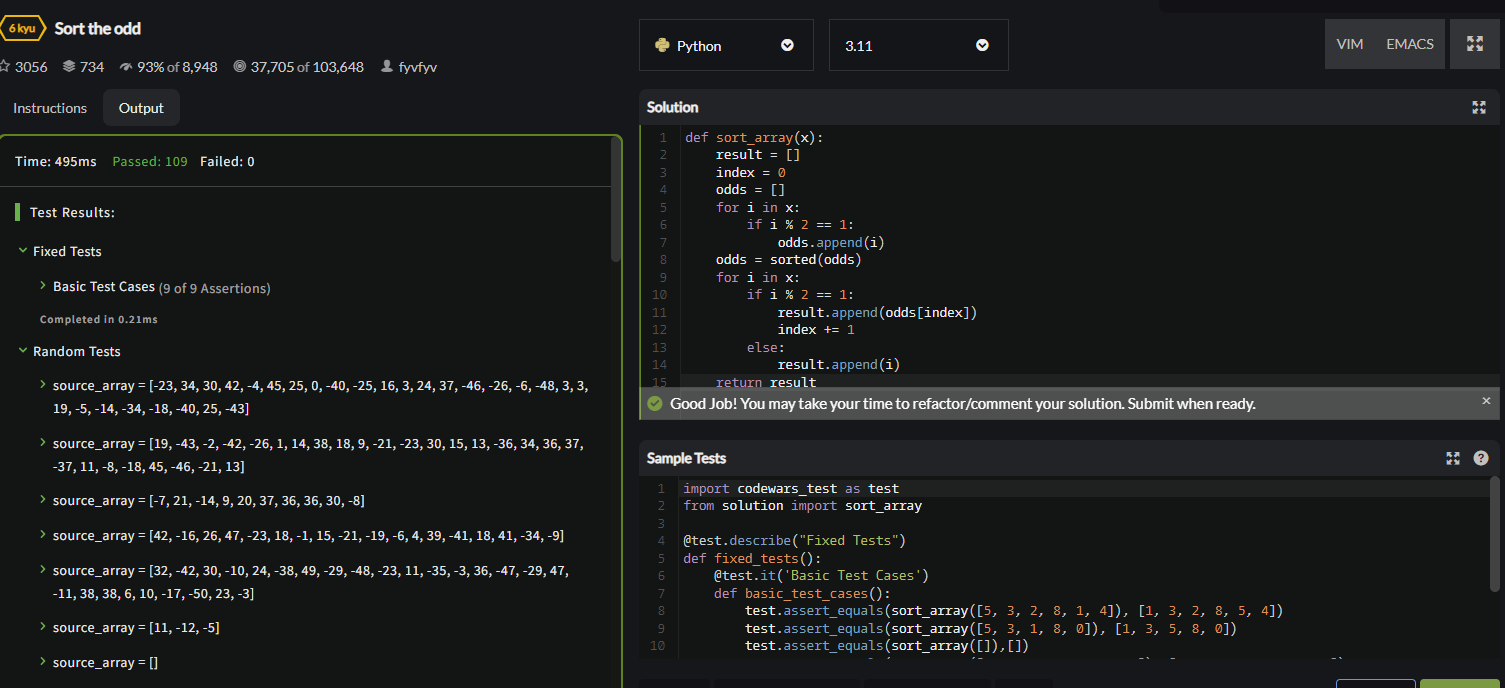 6 kyu Sort the odd
3056 734 93% of 8,948 37,705 of 103,648 fyvfyv
Instructions Output
Time: 495ms Passed: 109 Failed: 0
Test Results:
Fixed Tests
Basic Test Cases (9 of 9 Assertions)
Completed in 0.21ms
Random Tests
source_array = [-23, 34, 30, 42, -4, 45, 25, 0, -40, -25, 16, 3, 24, 37, -46, -26, -6, -48, 3, 3,
19, -5, -14, -34, -18, -40, 25, -43]
source_array = [19, -43, -2, -42, -26, 1, 14, 38, 18, 9, -21, -23, 30, 15, 13, -36, 34, 36, 37,
-37, 11, -8, -18, 45, -46, -21, 13]
source_array = [-7, 21, -14, 9, 20, 37, 36, 36, 30, -8]
source_array = [42, -16, 26, 47, -23, 18, -1, 15, -21, -19, -6, 4, 39, -41, 18, 41, -34, -9]
source_array = [32, -42, 30, -10, 24, -38, 49, -29, -48, -23, 11, -35, -3, 36, -47, -29, 47,
-11, 38, 38, 6, 10, -17, -50, 23, -3]
source_array = [11, -12, -5]
source_array = []
Python 3.11 VIM EMACS
Solution
1 def sort_array(x):
2     result = []
3     index = 0
4     odds = []
5     for i in x:
6         if i % 2 == 1:
7             odds.append(i)
8     odds = sorted(odds)
9     for i in x:
10         if i % 2 == 1:
11             result.append(odds[index])
12             index += 1
13         else:
14             result.append(i)
15     return result
Good Job! You may take your time to refactor/comment your solution. Submit when ready. ×
Sample Tests ?
1 import codewars_test as test
2 from solution import sort_array
3
4 @test.describe("Fixed Tests")
5 def fixed_tests():
6     @test.it('Basic Test Cases')
7     def basic_test_cases():
8         test.assert_equals(sort_array([5, 3, 2, 8, 1, 4]), [1, 3, 2, 8, 5, 4])
9         test.assert_equals(sort_array([5, 3, 1, 8, 0]), [1, 3, 5, 8, 0])
10         test.assert_equals(sort_array([]),[])